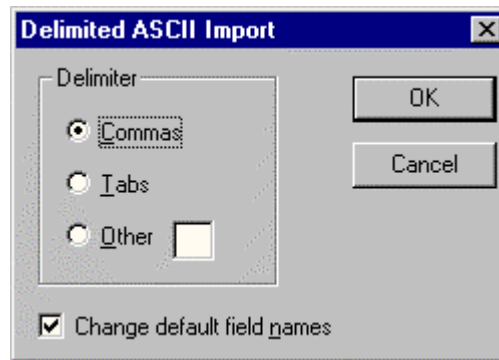 Delimited ASCII Import
Delimiter
Commas
Tabs
Other
OK
Cancel
Change default field names